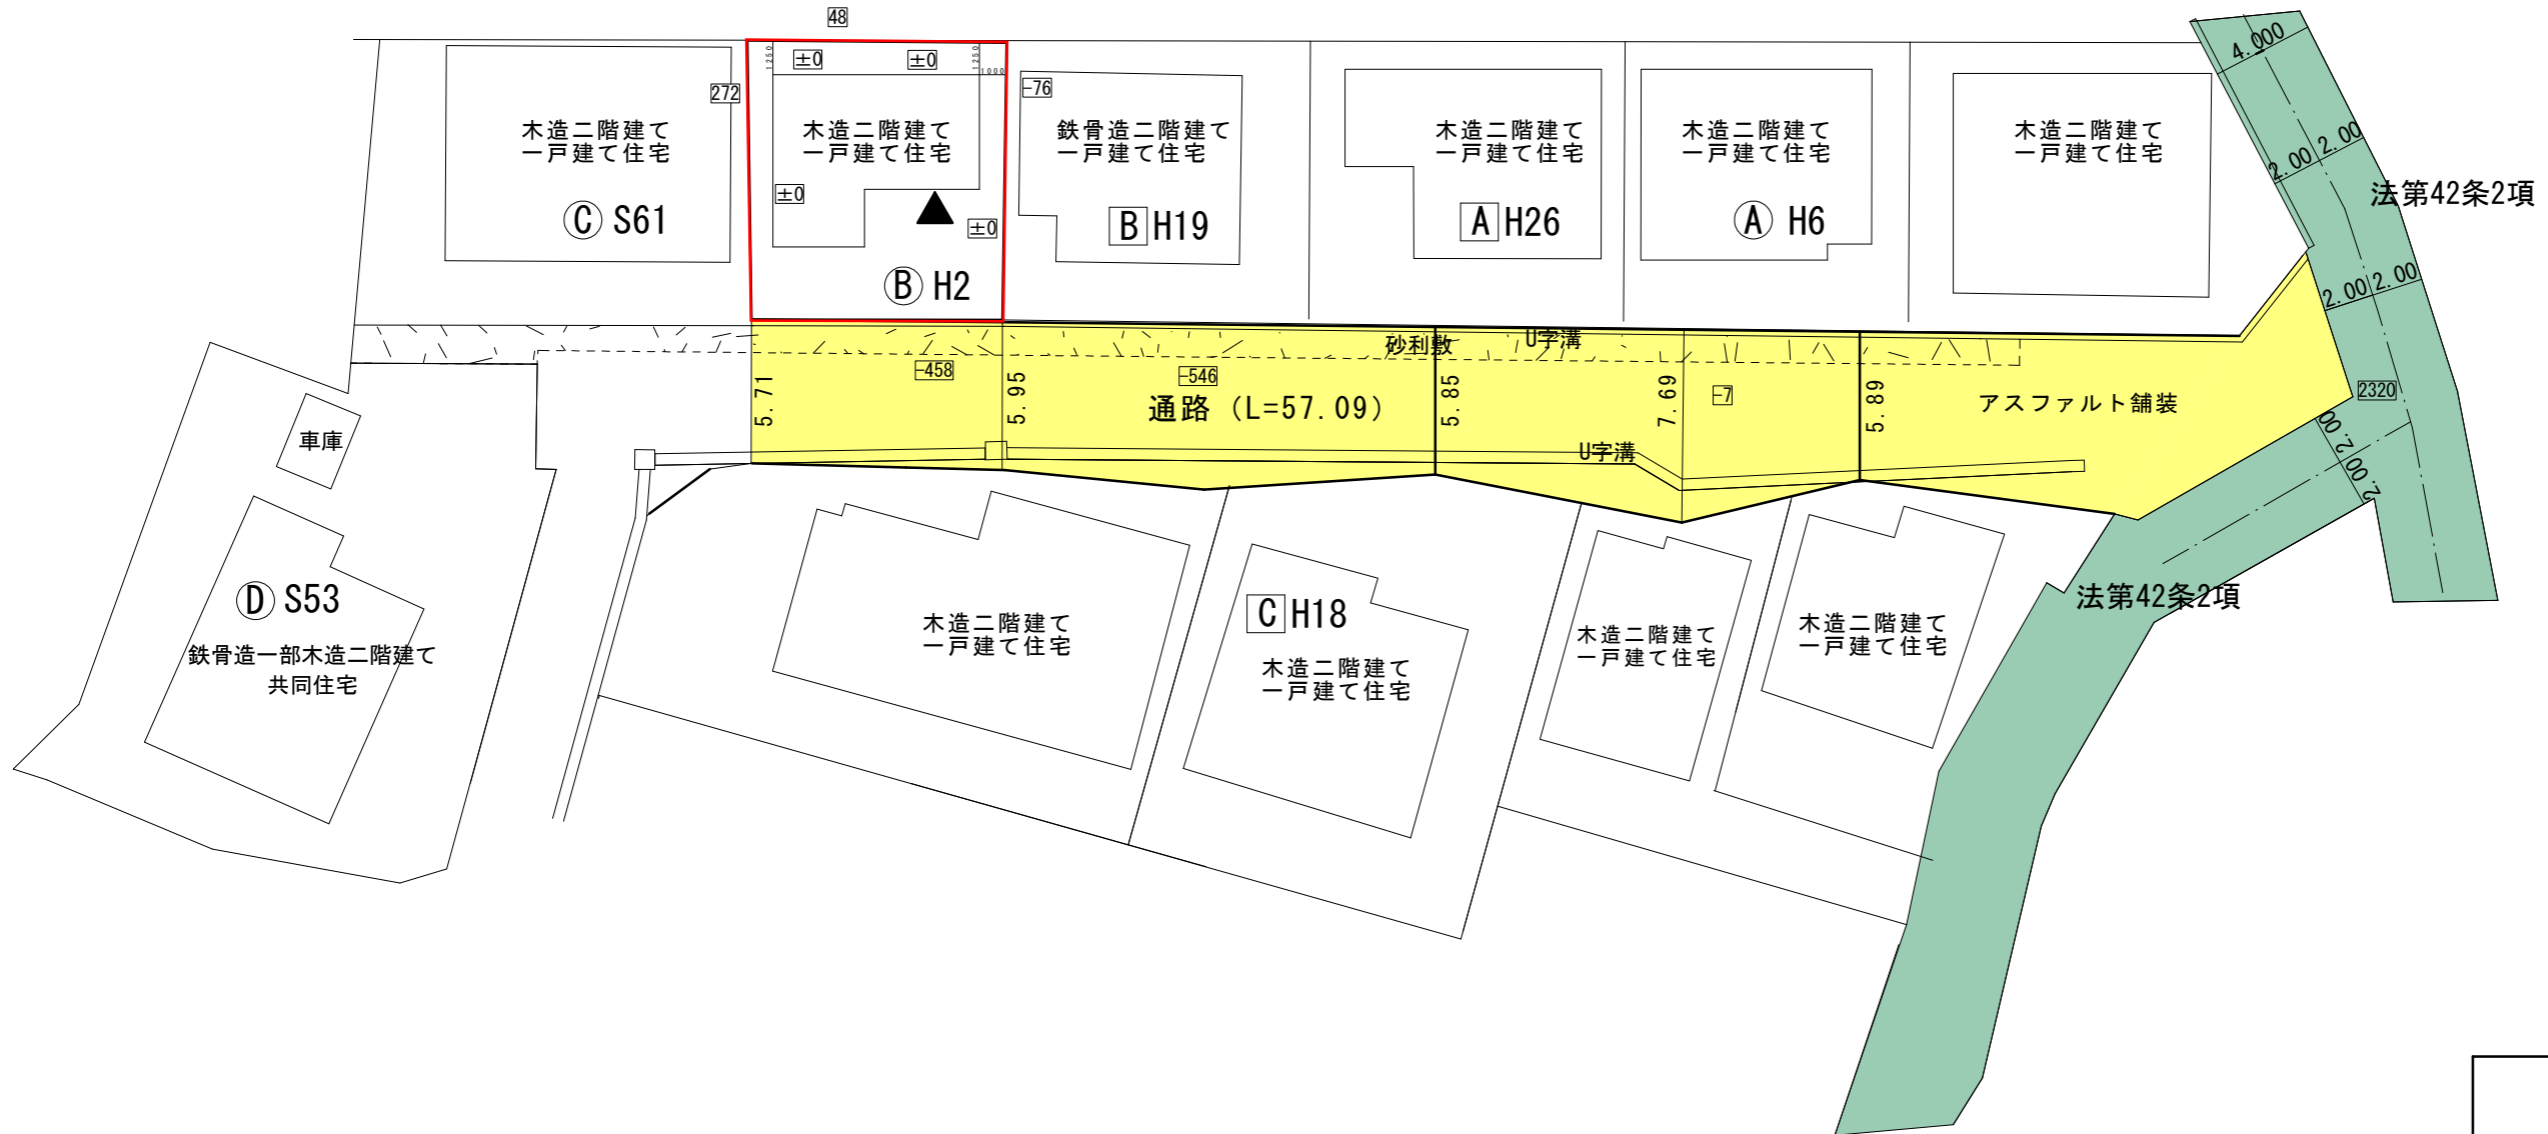 48
4.000
1250
±0
±0
1250
1000
272
-76
木造二階建て
一戸建て住宅
木造二階建て
一戸建て住宅
鉄骨造二階建て
一戸建て住宅
木造二階建て
一戸建て住宅
木造二階建て
一戸建て住宅
木造二階建て
一戸建て住宅
2.00
2.00
法第42条2項
±0
±0
C S61
B H2
B H19
A H26
A H6
2.00
2.00
砂利敷
U字溝
-458
-546
-7
2320
5.71
5.95
通路 (L=57.09)
5.85
7.69
5.89
アスファルト舗装
2.00
2.00
U字溝
車庫
D S53
鉄骨造一部木造二階建て
共同住宅
木造二階建て
一戸建て住宅
C H18
木造二階建て
一戸建て住宅
木造二階建て
一戸建て住宅
木造二階建て
一戸建て住宅
法第42条2項